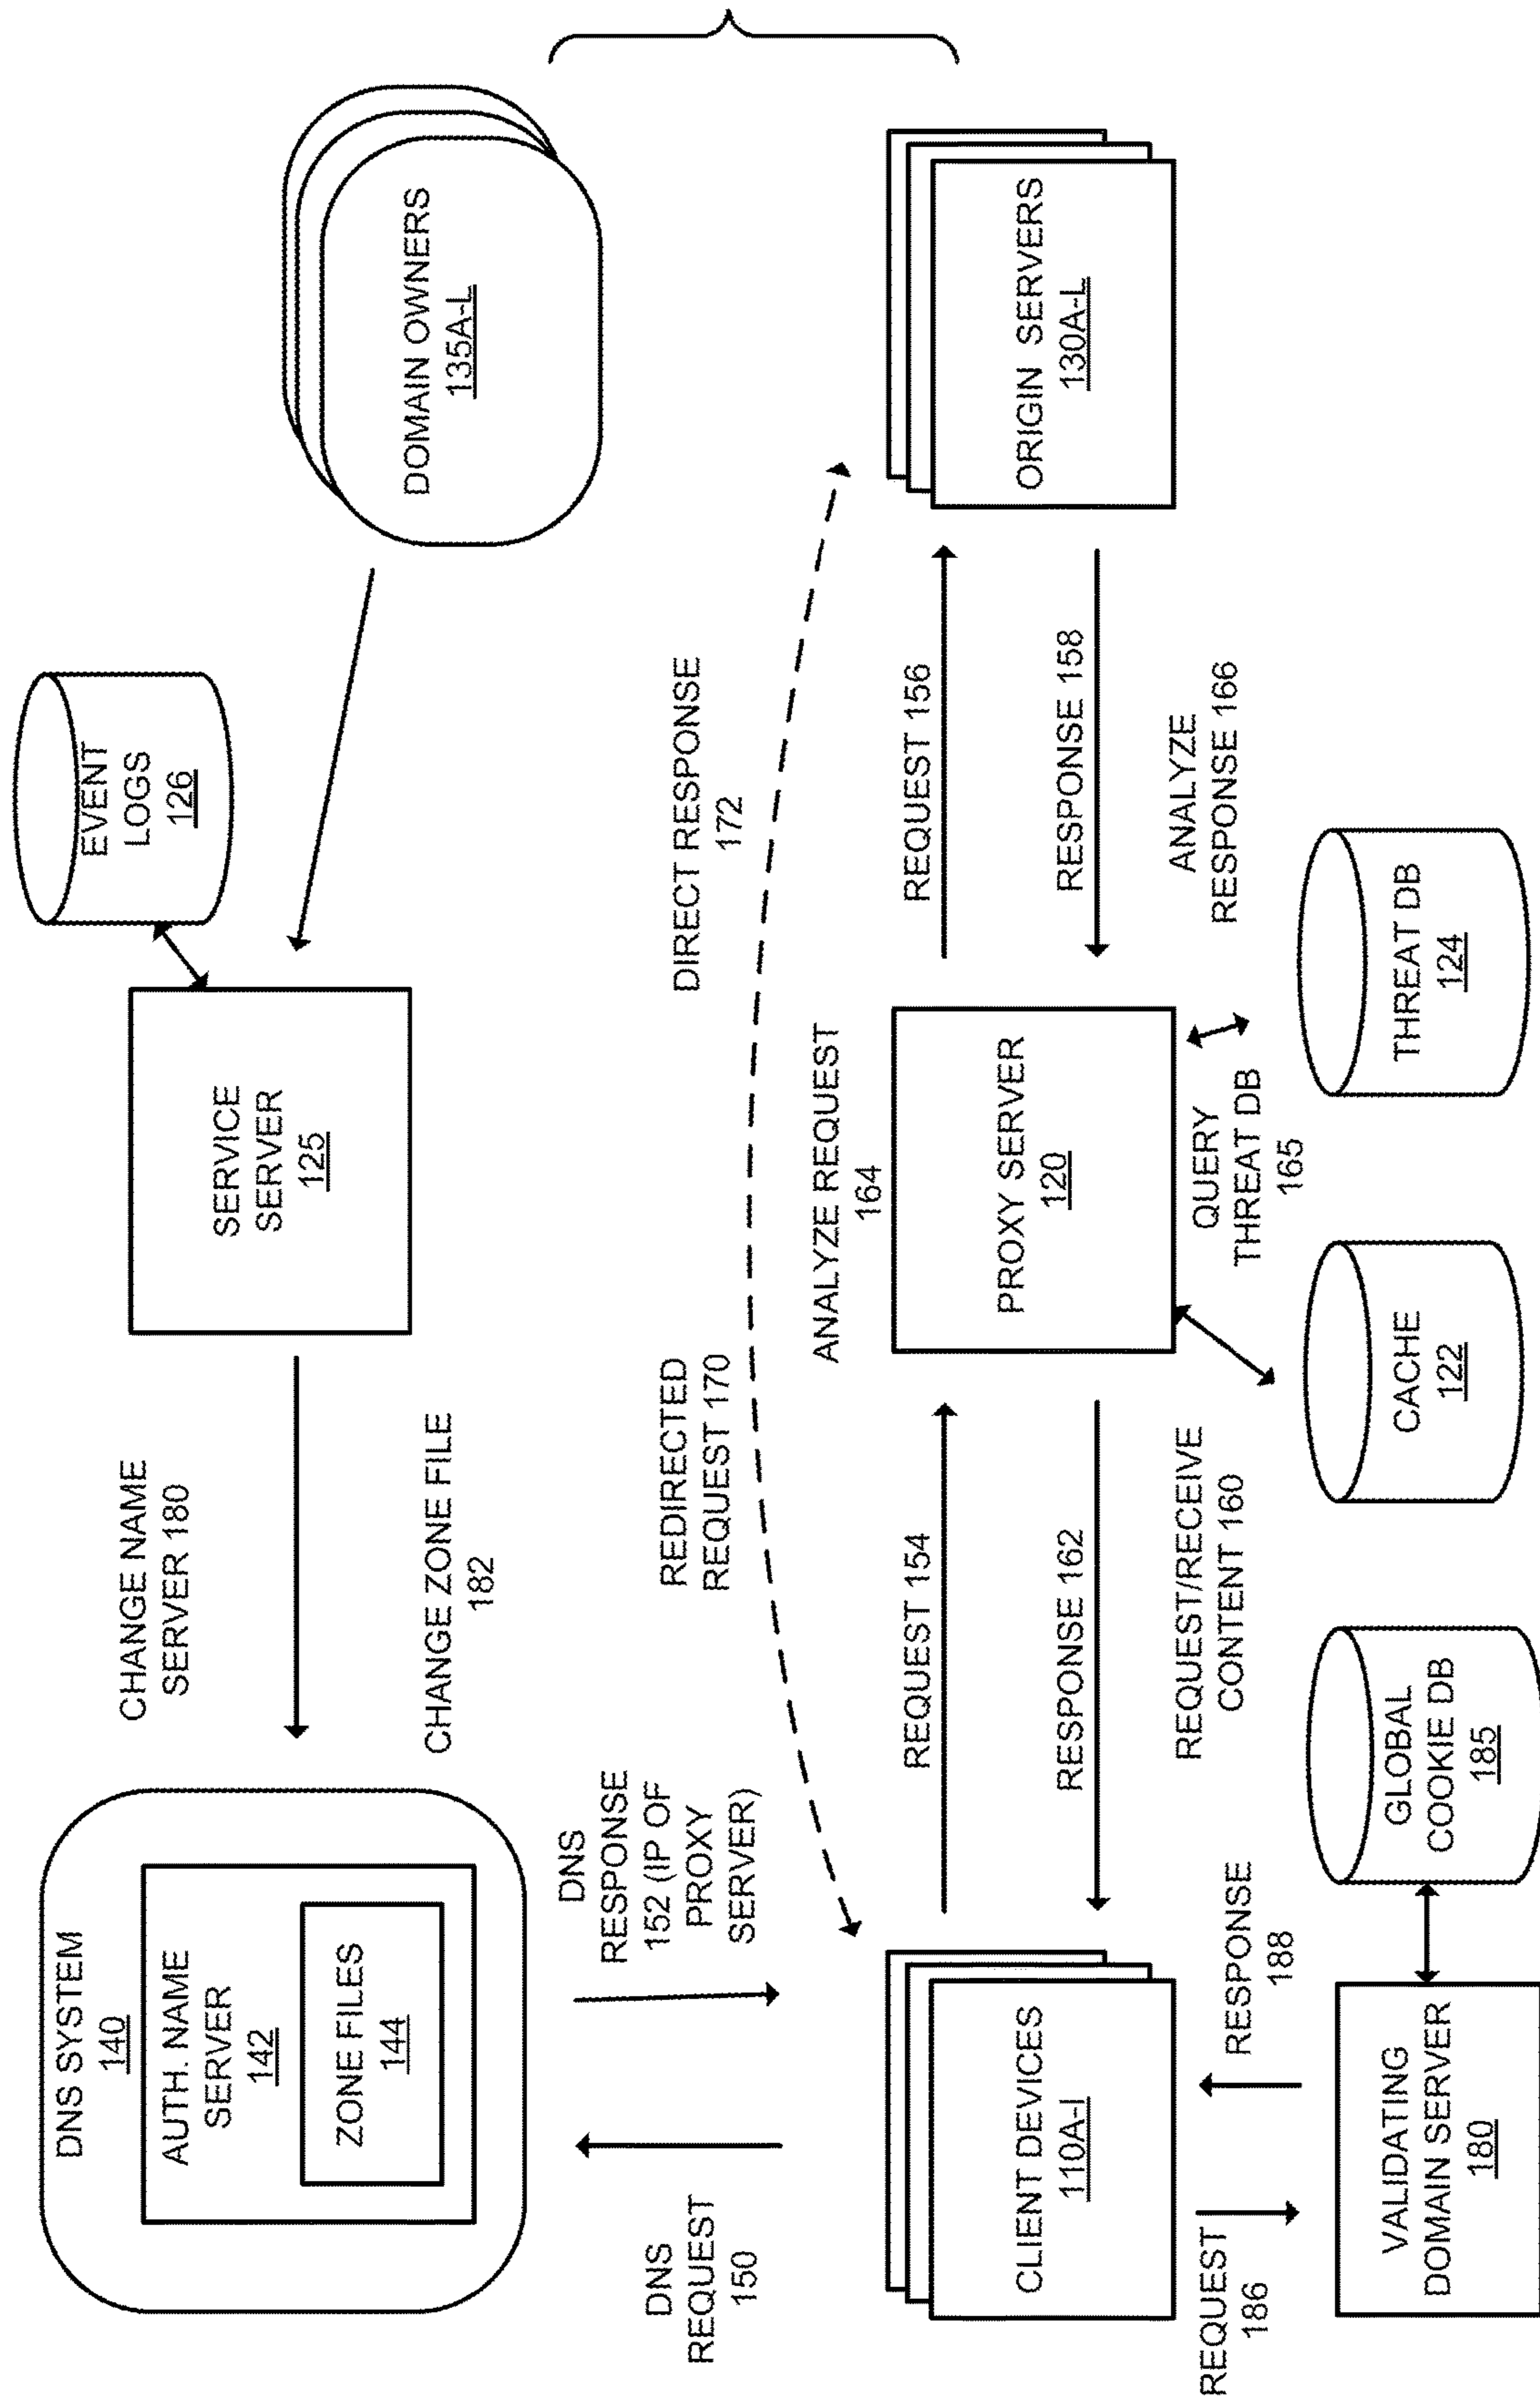 DNS SYSTEM
140
AUTH. NAME
SERVER
142
ZONE FILES
144
CHANGE NAME
SERVER 180
CHANGE ZONE FILE
182
SERVICE
SERVER
125
EVENT
LOGS
126
DOMAIN OWNERS
135A-L
DNS
REQUEST
150
DNS
RESPONSE
152 (IP OF
PROXY
SERVER)
REDIRECTED
REQUEST 170
DIRECT RESPONSE
172
CLIENT DEVICES
110A-I
REQUEST 154
RESPONSE 162
ANALYZE REQUEST
164
PROXY SERVER
120
REQUEST 156
RESPONSE 158
ANALYZE
RESPONSE 166
ORIGIN SERVERS
130A-L
REQUEST
186
RESPONSE
188
REQUEST/RECEIVE
CONTENT 160
QUERY
THREAT DB
165
VALIDATING
DOMAIN SERVER
180
GLOBAL
COOKIE DB
185
CACHE
122
THREAT DB
124